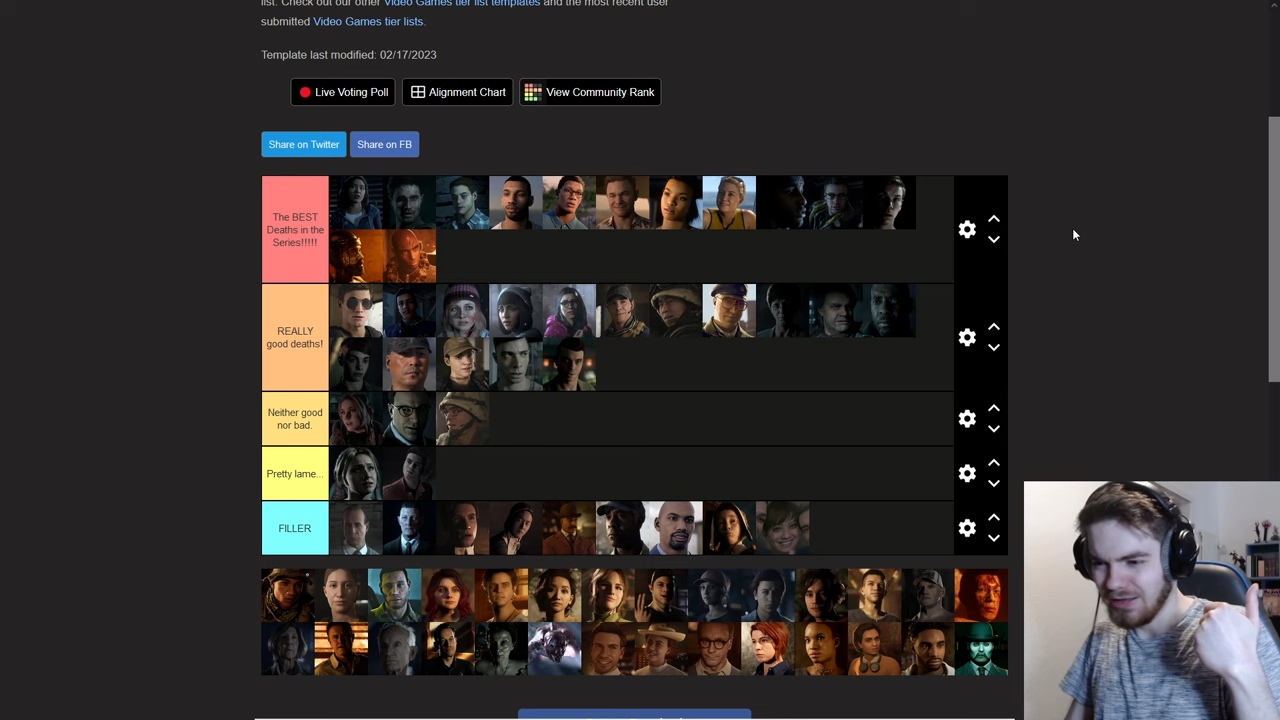 list. Check out our other Video Games tier list templates and the most recent user
submitted Video Games tier lists.
Template last modified: 02/17/2023
Live Voting Poll
Alignment Chart
View Community Rank
Share on Twitter
Share on FB
The BEST
Deaths in the
Series!!!!!
REALLY
good deaths!
Neither good
nor bad.
Pretty lame...
FILLER